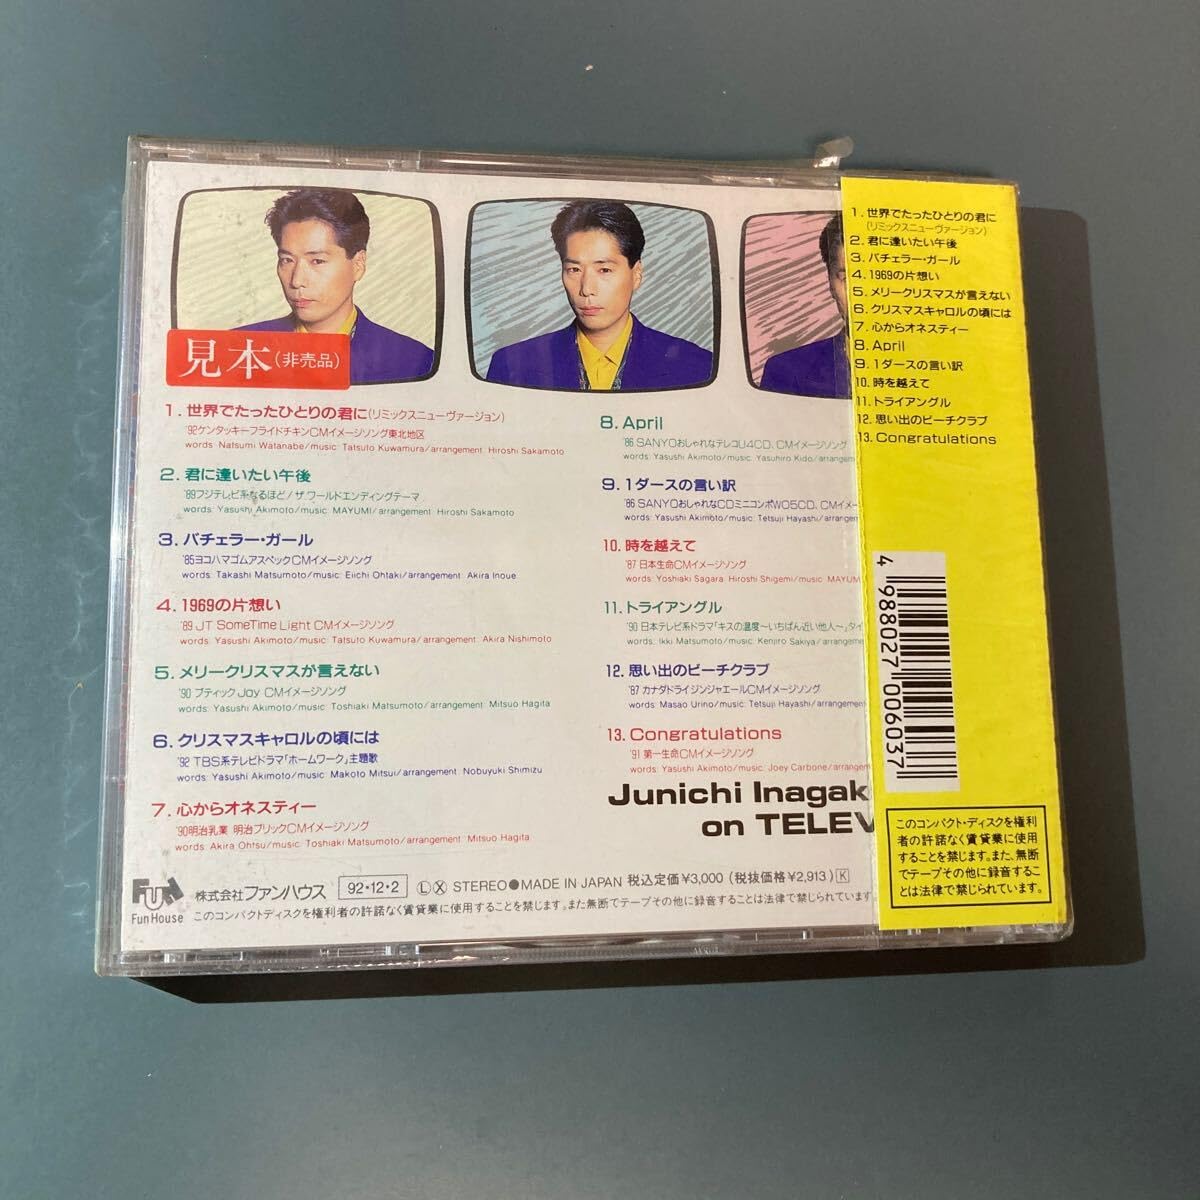 見本(非売品)
1. 世界でたったひとりの君に(リミックスニューヴァージョン)
'92ケンタッキーフライドチキンCMイメージソング東北地区
words: Natsumi Watanabe/music: Tatsuto Kuwamura/arrangement: Hiroshi Sakamoto
2. 君に逢いたい午後
'89フジテレビ系なるほど!ザ.ワールドエンディングテーマ
words: Yasushi Akimoto/music: MAYUMI/arrangement: Hiroshi Sakamoto
3. バチェラー・ガール
'85ヨコハマゴムアスペックCMイメージソング
words: Takashi Matsumoto/music: Eiichi Ohtaki/arrangement: Akira Inoue
4. 1969の片想い
'89 JT SomeTime Light CMイメージソング
words: Yasushi Akimoto/music: Tatsuto Kuwamura/arrangement: Akira Nishimoto
5. メリークリスマスが言えない
'90 ブティックJoy CMイメージソング
words: Yasushi Akimoto/music: Toshiaki Matsumoto/arrangement: Mitsuo Hagita
6. クリスマスキャロルの頃には
'92 TBS系テレビドラマ「ホームワーク」主題歌
words: Yasushi Akimoto/music: Makoto Mitsui/arrangement: Nobuyuki Shimizu
7. 心からオネスティー
'90明治乳業 明治ブリックCMイメージソング
words: Akira Ohtsu/music: Toshiaki Matsumoto/arrangement: Mitsuo Hagita
8. April
'86 SANYOおしゃれなテレコU4CD, CMイメージソング
words: Yasushi Akimoto/music: Yasuhiro Kido/arrangem
9. 1ダースの言い訳
'86 SANYOおしゃれなCDミニコンポWO5CD, CMイメー
words: Yasushi Akimoto/music: Tetsuji Hayashi/arrangem
10. 時を越えて
'87 日本生命CMイメージソング
words: Yoshiaki Sagara, Hiroshi Shigemi/music: MAYUM
11. トライアングル
'90 日本テレビ系ドラマ「キスの温度〜いちばん近い他人〜」タイ
words: Ikki Matsumoto/music: Kenjiro Sakiya/arrangem
12. 思い出のビーチクラブ
'87 カナダドライジンジャエールCMイメージソング
words: Masao Urino/music: Tetsuji Hayashi/arrangem
13. Congratulations
'91 第一生命CMイメージソング
words: Yasushi Akimoto/music: Joey Carbone/arrangem
Junichi Inagak
on TELEV
Fun House
株式会社ファンハウス 92・12・2 L X STEREO●MADE IN JAPAN 税込定価¥3,000(税抜価格¥2,913) K
このコンパクトディスクを権利者の許諾なく賃貸業に使用することを禁じます。また無断でテープその他に録音することは法律で禁じられています。
1. 世界でたったひとりの君に
(リミックスニューヴァージョン)
2. 君に逢いたい午後
3. バチェラー・ガール
4. 1969の片想い
5. メリークリスマスが言えない
6. クリスマスキャロルの頃には
7. 心からオネスティー
8. April
9. 1ダースの言い訳
10. 時を越えて
11. トライアングル
12. 思い出のビーチクラブ
13. Congratulations
4 988027 006037
このコンパクト・ディスクを権利
者の許諾なく賃貸業に使用
することを禁じます。また、無断
でテープその他に録音するこ
とは法律で禁じられています。